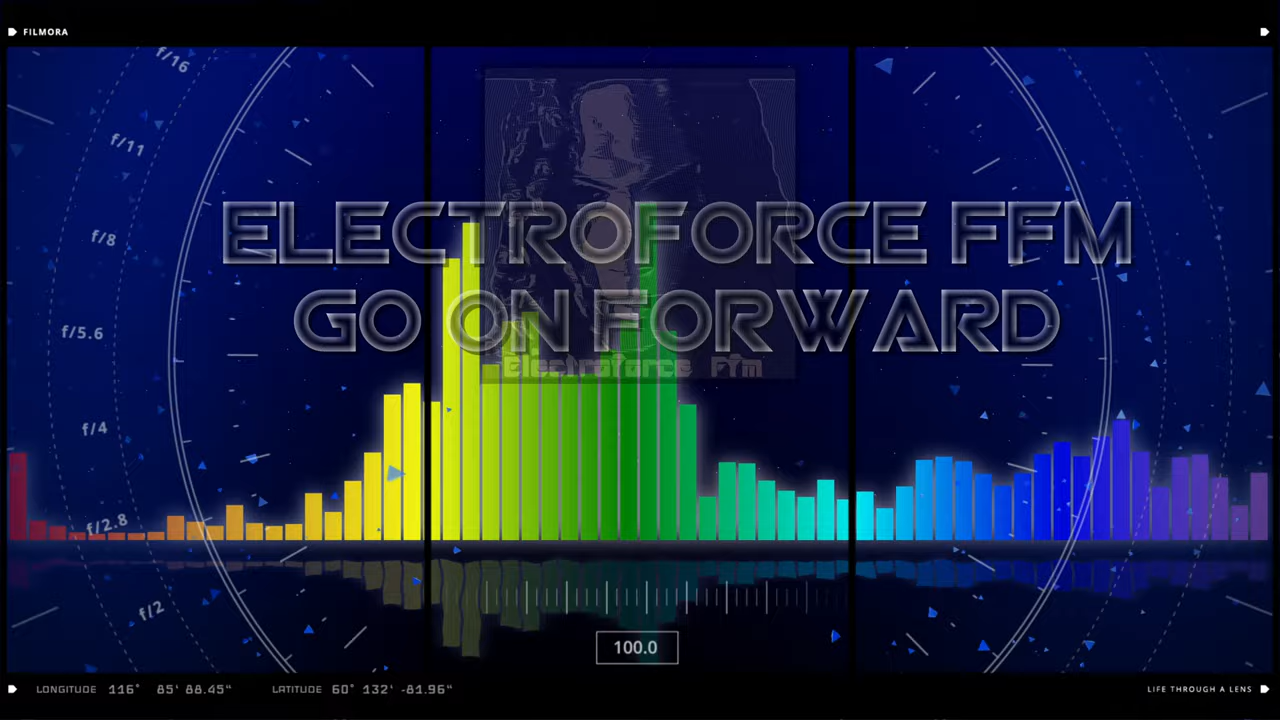 FILMORA
f/16
f/11
f/8
ELECTROFORCE FFM
GO ON FORWARD
f/5.6
Electroforce Ffm
f/4
f/2.8
f/2
100.0
LONGITUDE 116° 85' 88.45" LATITUDE 60° 132' -81.96"
LIFE THROUGH A LENS